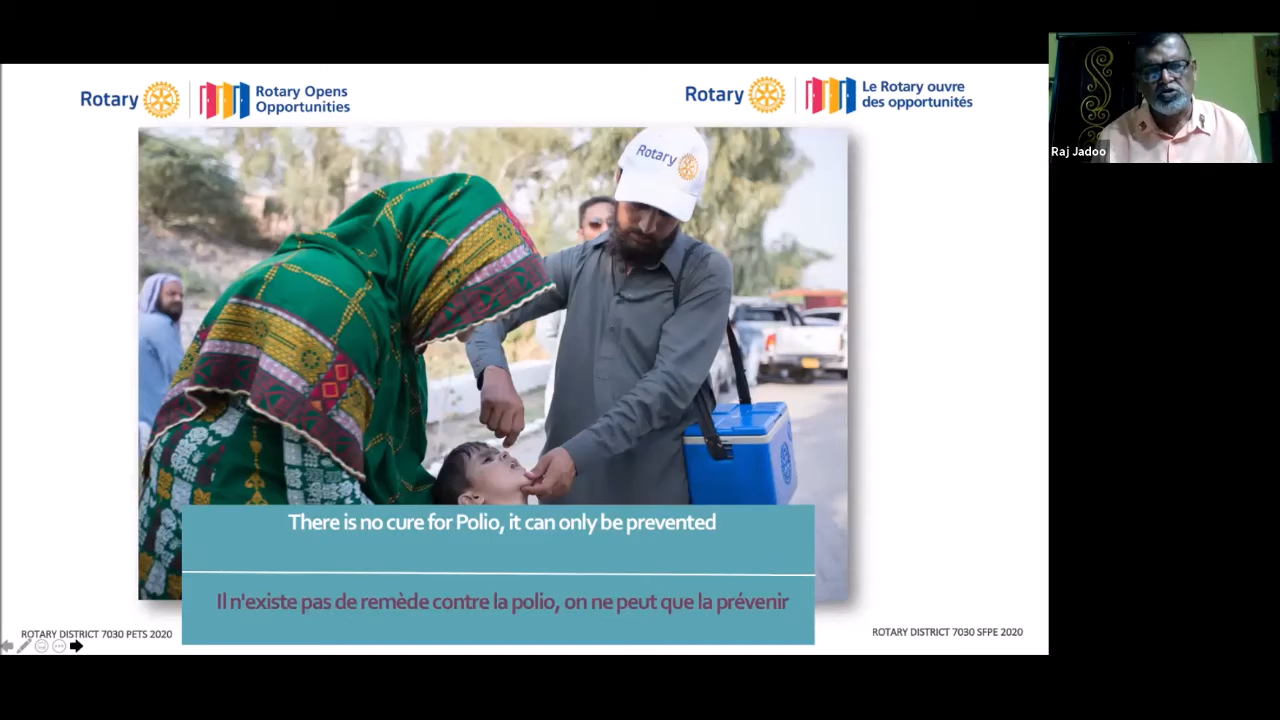 Rotary
Rotary Opens
Opportunities
Rotary
Le Rotary ouvre
des opportunités
Raj Jadoo
Rotary
There is no cure for Polio, it can only be prevented
Il n'existe pas de remède contre la polio, on ne peut que la prévenir
ROTARY DISTRICT 7030 PETS 2020
ROTARY DISTRICT 7030 SFPE 2020